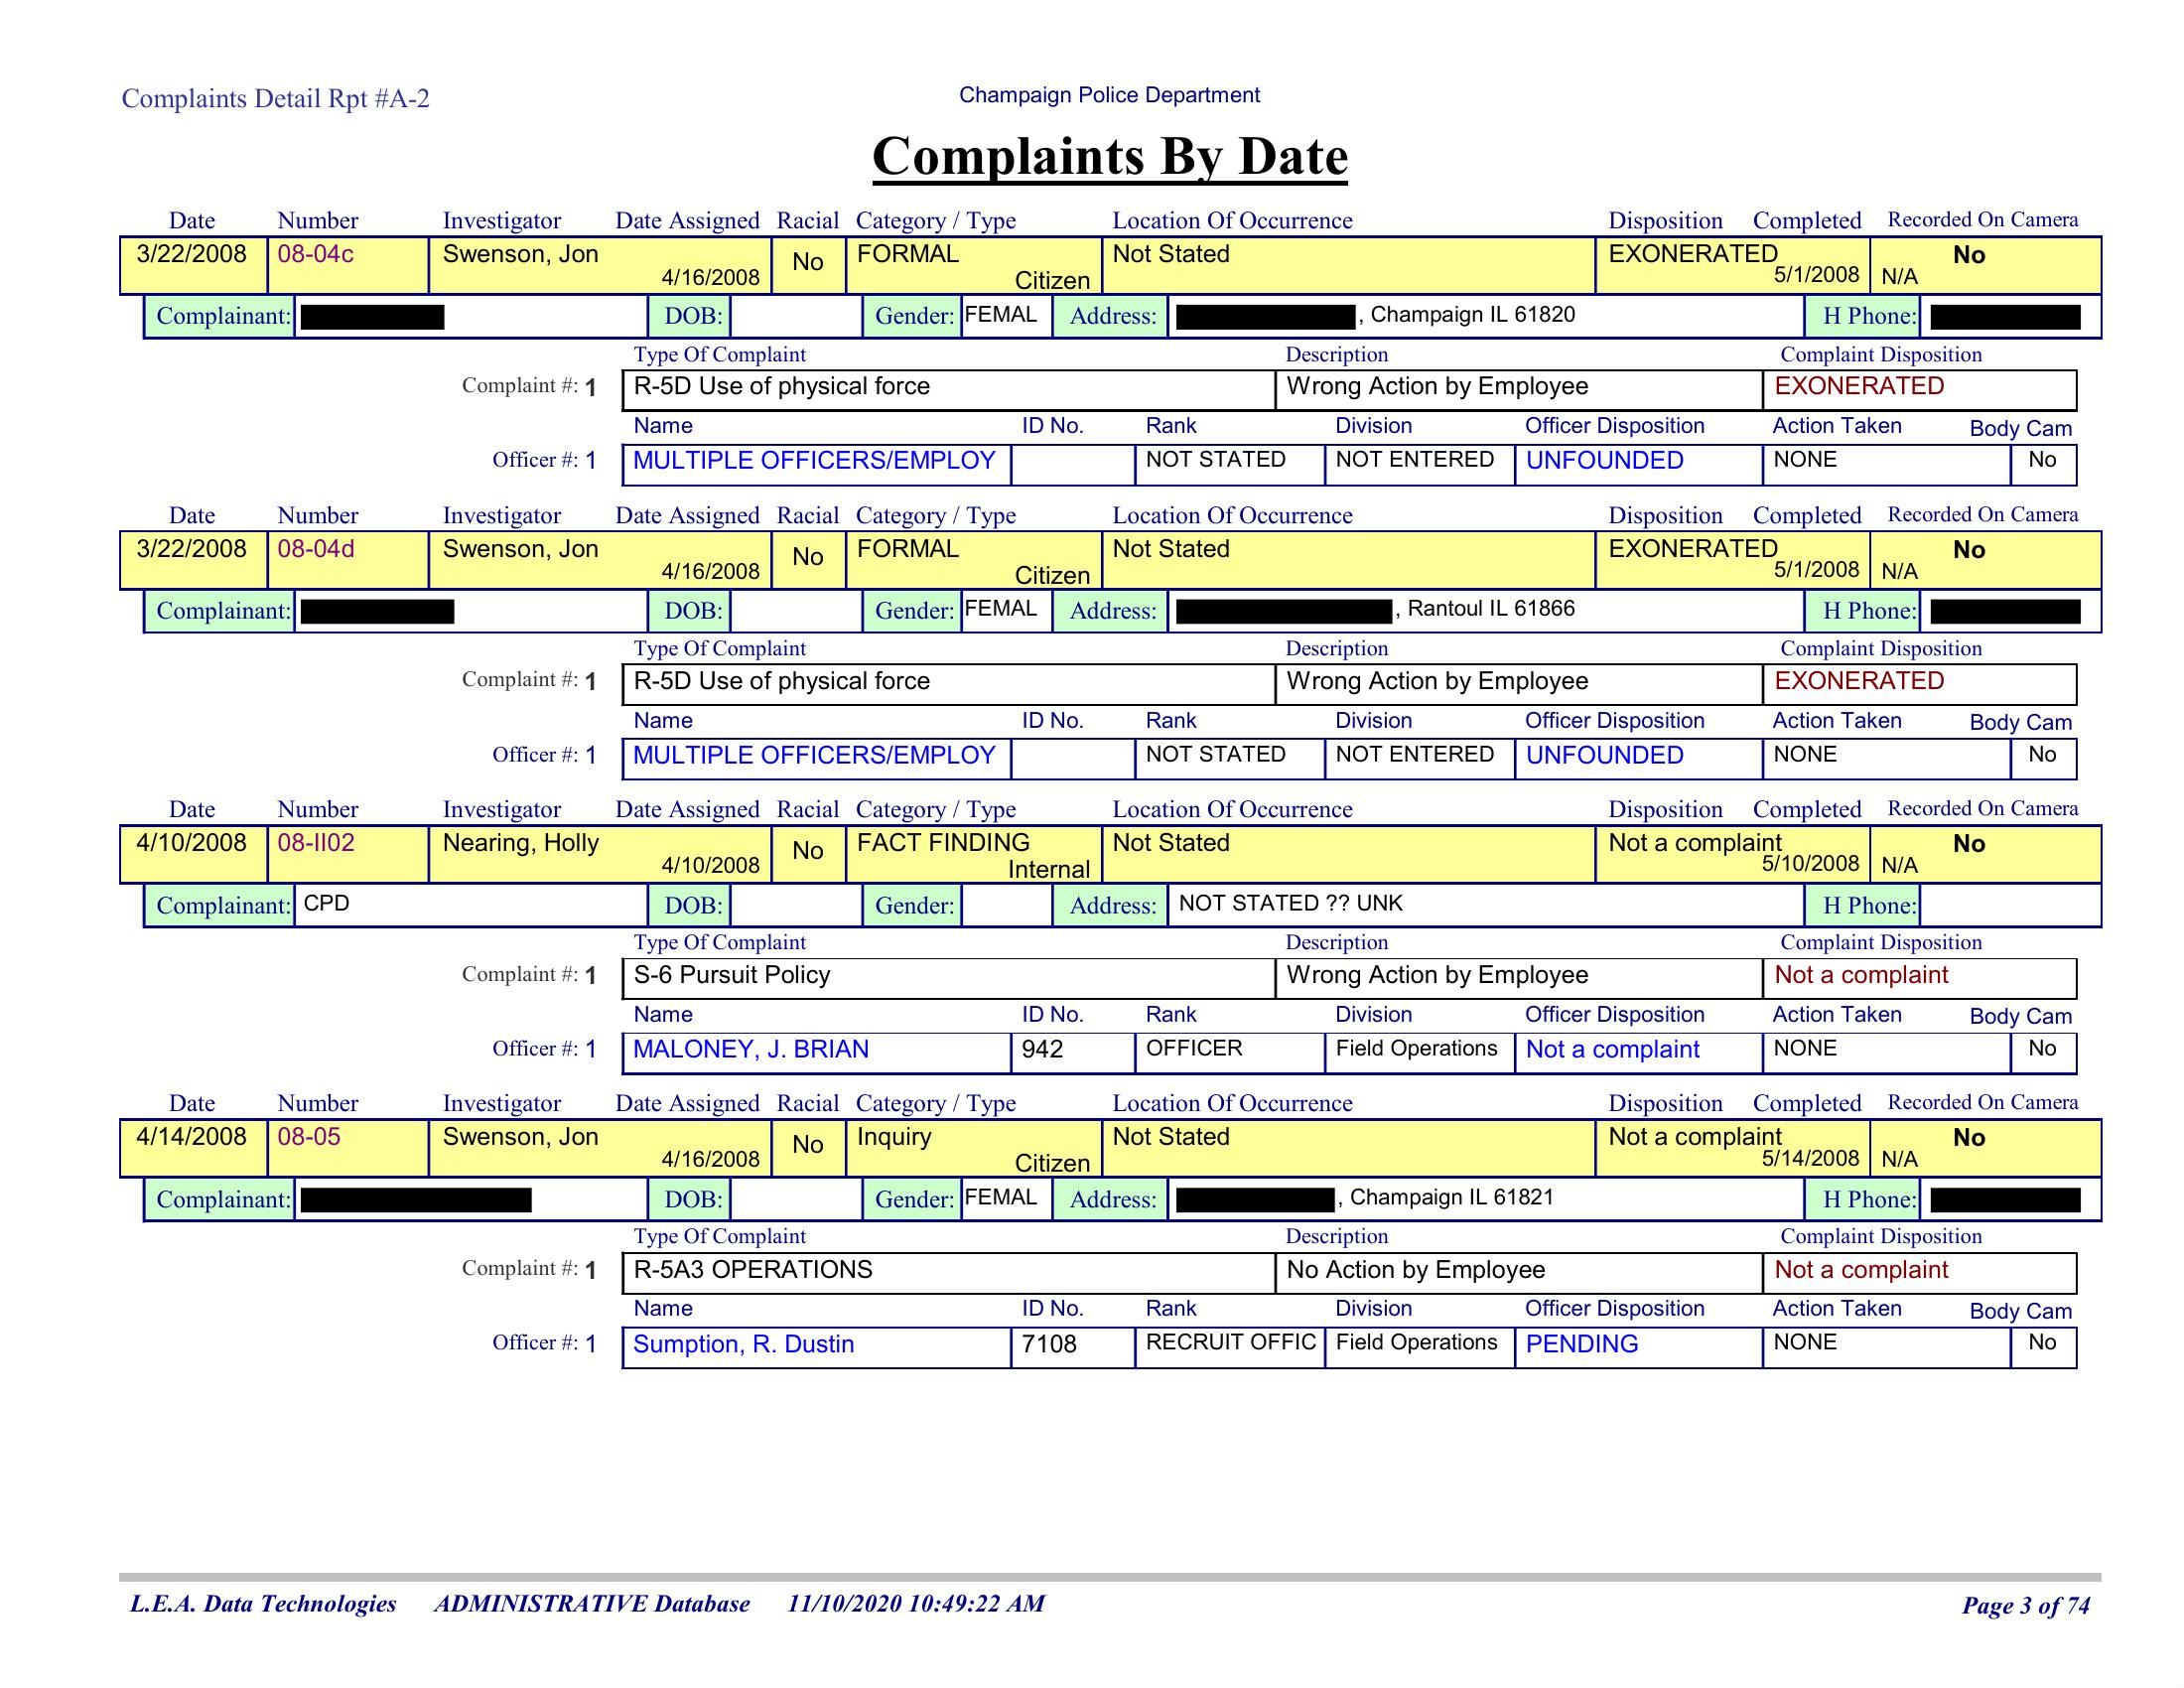 Complaints Detail Rpt #A-2
Champaign Police Department
Complaints By Date
Date Number Investigator Date Assigned Racial Category / Type Location Of Occurrence Disposition Completed Recorded On Camera
3/22/2008 08-04c Swenson, Jon 4/16/2008 No FORMAL Citizen Not Stated EXONERATED 5/1/2008 N/A No
Complainant: DOB: Gender: FEMAL Address: , Champaign IL 61820 H Phone:
Type Of Complaint Description Complaint Disposition
Complaint #: 1 R-5D Use of physical force Wrong Action by Employee EXONERATED
Name ID No. Rank Division Officer Disposition Action Taken Body Cam
Officer #: 1 MULTIPLE OFFICERS/EMPLOY NOT STATED NOT ENTERED UNFOUNDED NONE No
Date Number Investigator Date Assigned Racial Category / Type Location Of Occurrence Disposition Completed Recorded On Camera
3/22/2008 08-04d Swenson, Jon 4/16/2008 No FORMAL Citizen Not Stated EXONERATED 5/1/2008 N/A No
Complainant: DOB: Gender: FEMAL Address: , Rantoul IL 61866 H Phone:
Type Of Complaint Description Complaint Disposition
Complaint #: 1 R-5D Use of physical force Wrong Action by Employee EXONERATED
Name ID No. Rank Division Officer Disposition Action Taken Body Cam
Officer #: 1 MULTIPLE OFFICERS/EMPLOY NOT STATED NOT ENTERED UNFOUNDED NONE No
Date Number Investigator Date Assigned Racial Category / Type Location Of Occurrence Disposition Completed Recorded On Camera
4/10/2008 08-II02 Nearing, Holly 4/10/2008 No FACT FINDING Internal Not Stated Not a complaint 5/10/2008 N/A No
Complainant: CPD DOB: Gender: Address: NOT STATED ?? UNK H Phone:
Type Of Complaint Description Complaint Disposition
Complaint #: 1 S-6 Pursuit Policy Wrong Action by Employee Not a complaint
Name ID No. Rank Division Officer Disposition Action Taken Body Cam
Officer #: 1 MALONEY, J. BRIAN 942 OFFICER Field Operations Not a complaint NONE No
Date Number Investigator Date Assigned Racial Category / Type Location Of Occurrence Disposition Completed Recorded On Camera
4/14/2008 08-05 Swenson, Jon 4/16/2008 No Inquiry Citizen Not Stated Not a complaint 5/14/2008 N/A No
Complainant: DOB: Gender: FEMAL Address: , Champaign IL 61821 H Phone:
Type Of Complaint Description Complaint Disposition
Complaint #: 1 R-5A3 OPERATIONS No Action by Employee Not a complaint
Name ID No. Rank Division Officer Disposition Action Taken Body Cam
Officer #: 1 Sumption, R. Dustin 7108 RECRUIT OFFIC Field Operations PENDING NONE No
L.E.A. Data Technologies ADMINISTRATIVE Database 11/10/2020 10:49:22 AM Page 3 of 74